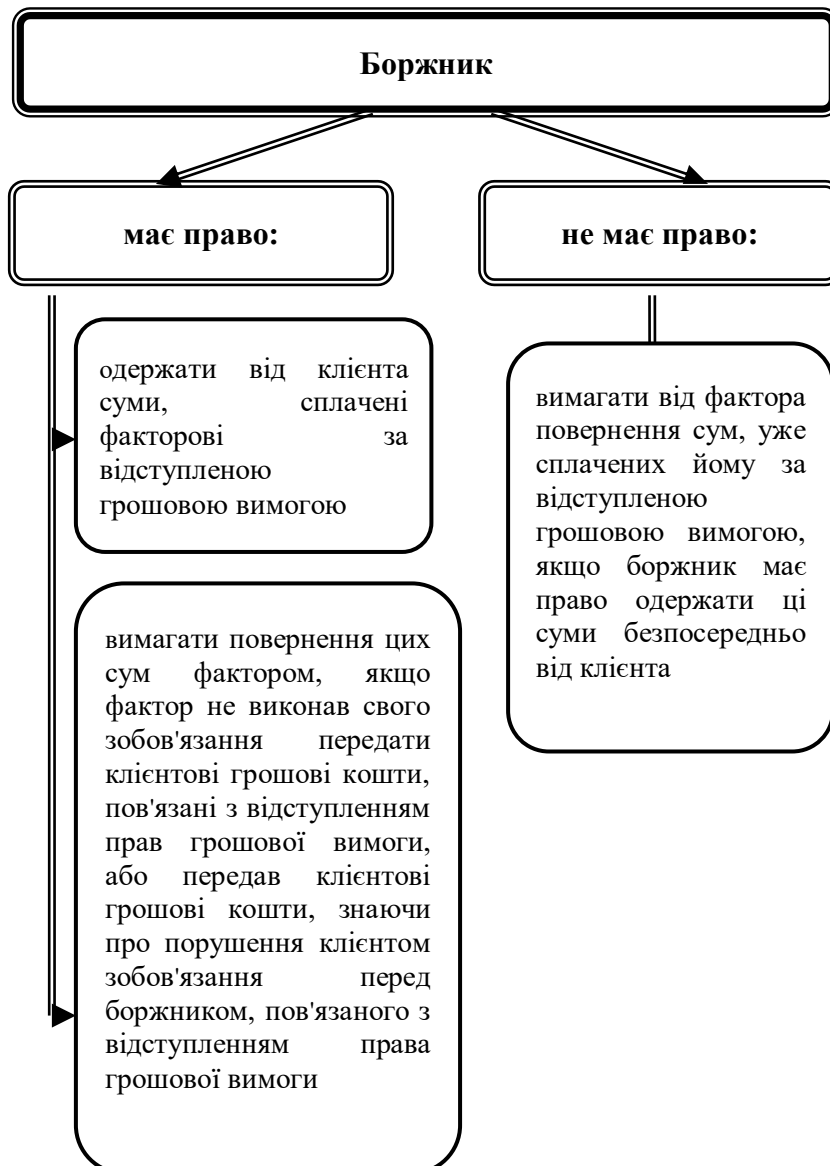 Боржник
має право:
одержати від клієнта
суми, сплачені
факторові за
відступленою
грошовою вимогою
вимагати повернення цих
сум фактором, якщо
фактор не виконав свого
зобов'язання передати
клієнтові грошові кошти,
пов'язані з відступленням
прав грошової вимоги,
або передав клієнтові
грошові кошти, знаючи
про порушення клієнтом
зобов'язання перед
боржником, пов'язаного з
відступленням права
грошової вимоги
не має право:
вимагати від фактора
повернення сум, уже
сплачених йому за
відступленою
грошовою вимогою,
якщо боржник має
право одержати ці
суми безпосередньо
від клієнта